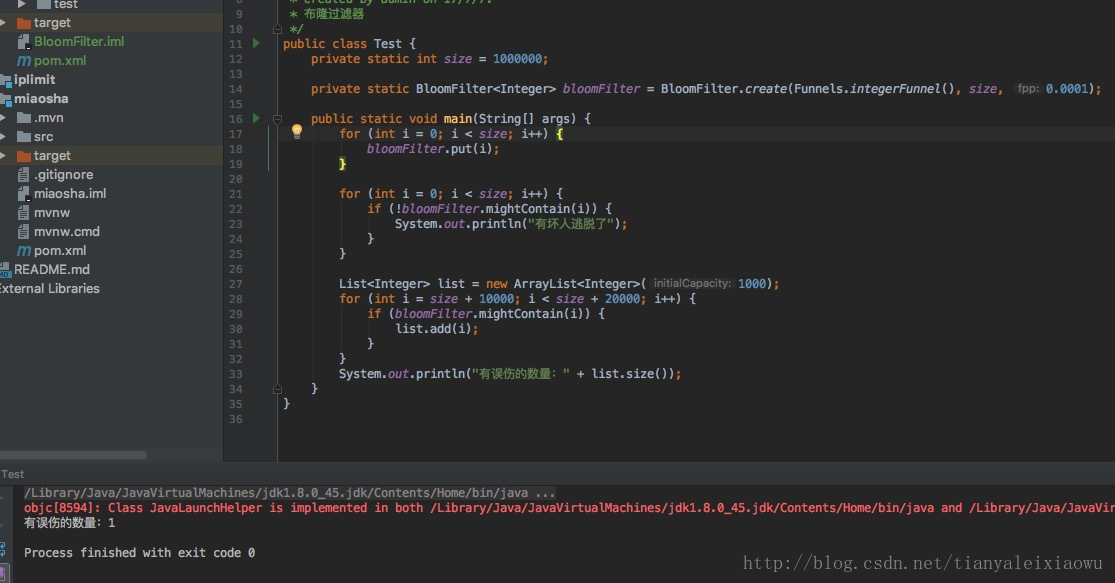 test
target
BloomFilter.iml
pom.xml
iplimit
miaosha
.mvn
src
target
.gitignore
miaosha.iml
mvnw
mvnw.cmd
pom.xml
README.md
External Libraries
9 * 布隆过滤器
10 */
11 public class Test {
12 private static int size = 1000000;
13
14 private static BloomFilter<Integer> bloomFilter = BloomFilter.create(Funnels.integerFunnel(), size, fpp: 0.0001);
15
16 public static void main(String[] args) {
17 for (int i = 0; i < size; i++) {
18 bloomFilter.put(i);
19 }
20
21 for (int i = 0; i < size; i++) {
22 if (!bloomFilter.mightContain(i)) {
23 System.out.println("有坏人逃脱了");
24 }
25 }
26
27 List<Integer> list = new ArrayList<Integer>( initialCapacity: 1000);
28 for (int i = size + 10000; i < size + 20000; i++) {
29 if (bloomFilter.mightContain(i)) {
30 list.add(i);
31 }
32 }
33 System.out.println("有误伤的数量：" + list.size());
34 }
35 }
36
Test
/Library/Java/JavaVirtualMachines/jdk1.8.0_45.jdk/Contents/Home/bin/java ...
objc[8594]: Class JavaLaunchHelper is implemented in both /Library/Java/JavaVirtualMachines/jdk1.8.0_45.jdk/Contents/Home/bin/java and /Library/Java/JavaVir
有误伤的数量：1
Process finished with exit code 0
http://blog.csdn.net/tianyaleixiaowu